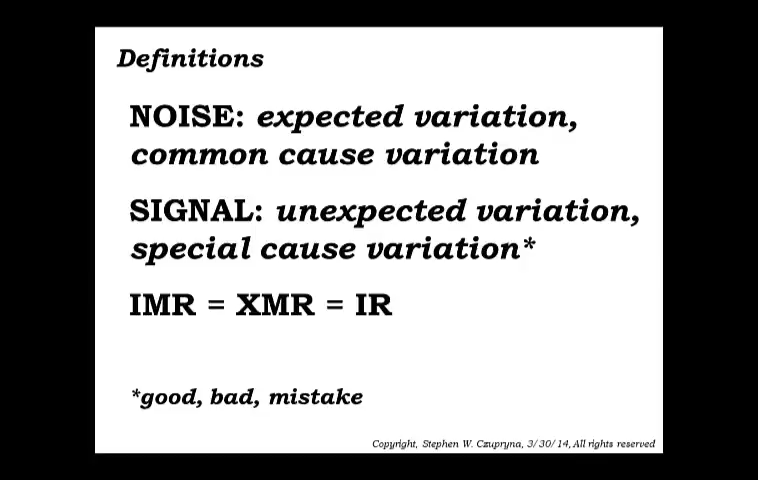 Definitions
NOISE: expected variation,
common cause variation
SIGNAL: unexpected variation,
special cause variation*
IMR = XMR = IR
*good, bad, mistake
Copyright, Stephen W. Czupryna, 3/30/14, All rights reserved